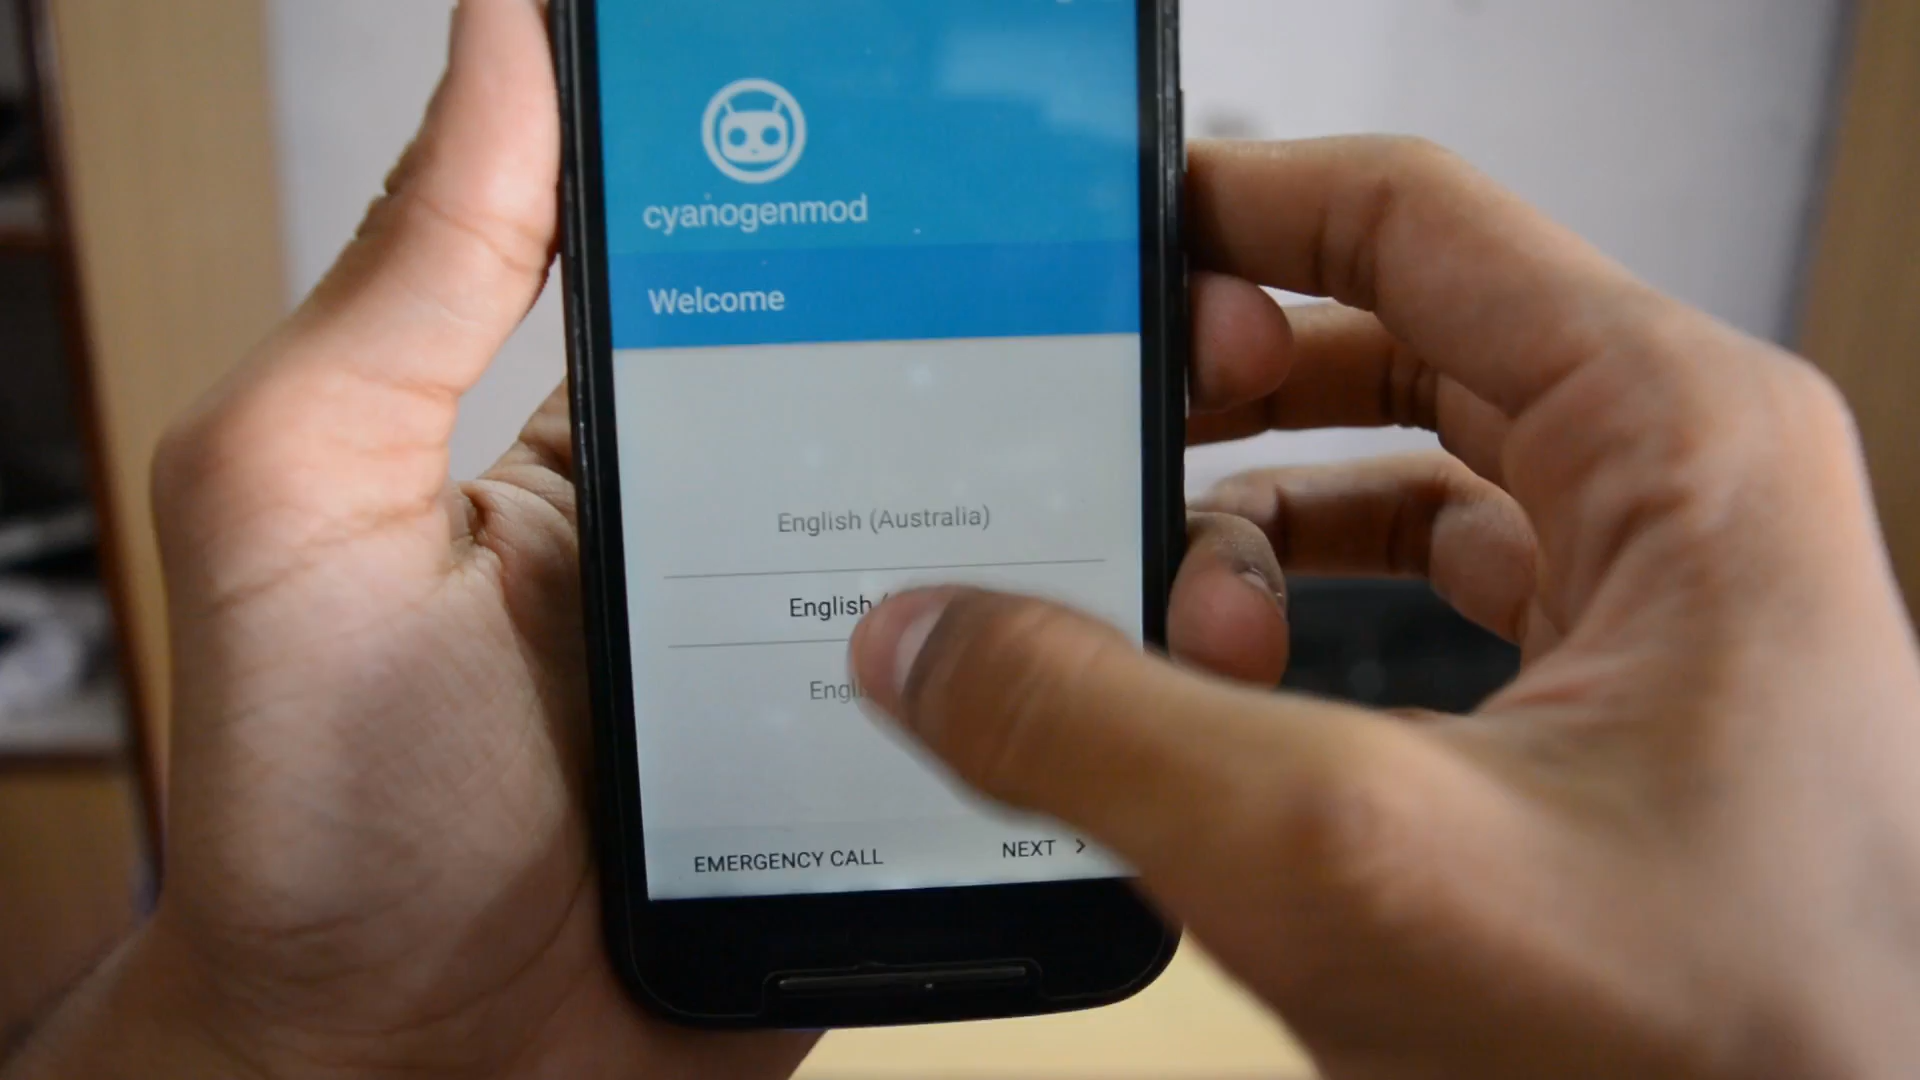 cyanogenmod
Welcome
English (Australia)
English
EMERGENCY CALL
NEXT >